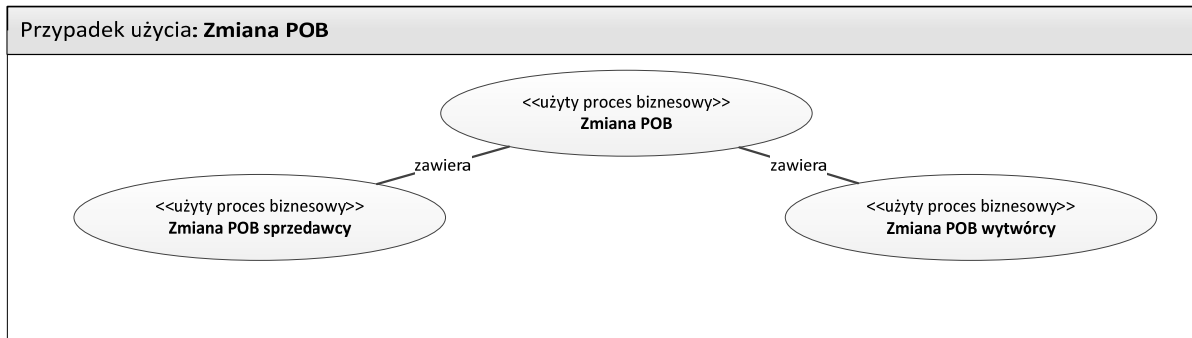 Przypadek użycia: Zmiana POB
<<użyty proces biznesowy>>
Zmiana POB
zawiera
zawiera
<<użyty proces biznesowy>>
Zmiana POB sprzedawcy
<<użyty proces biznesowy>>
Zmiana POB wytwórcy